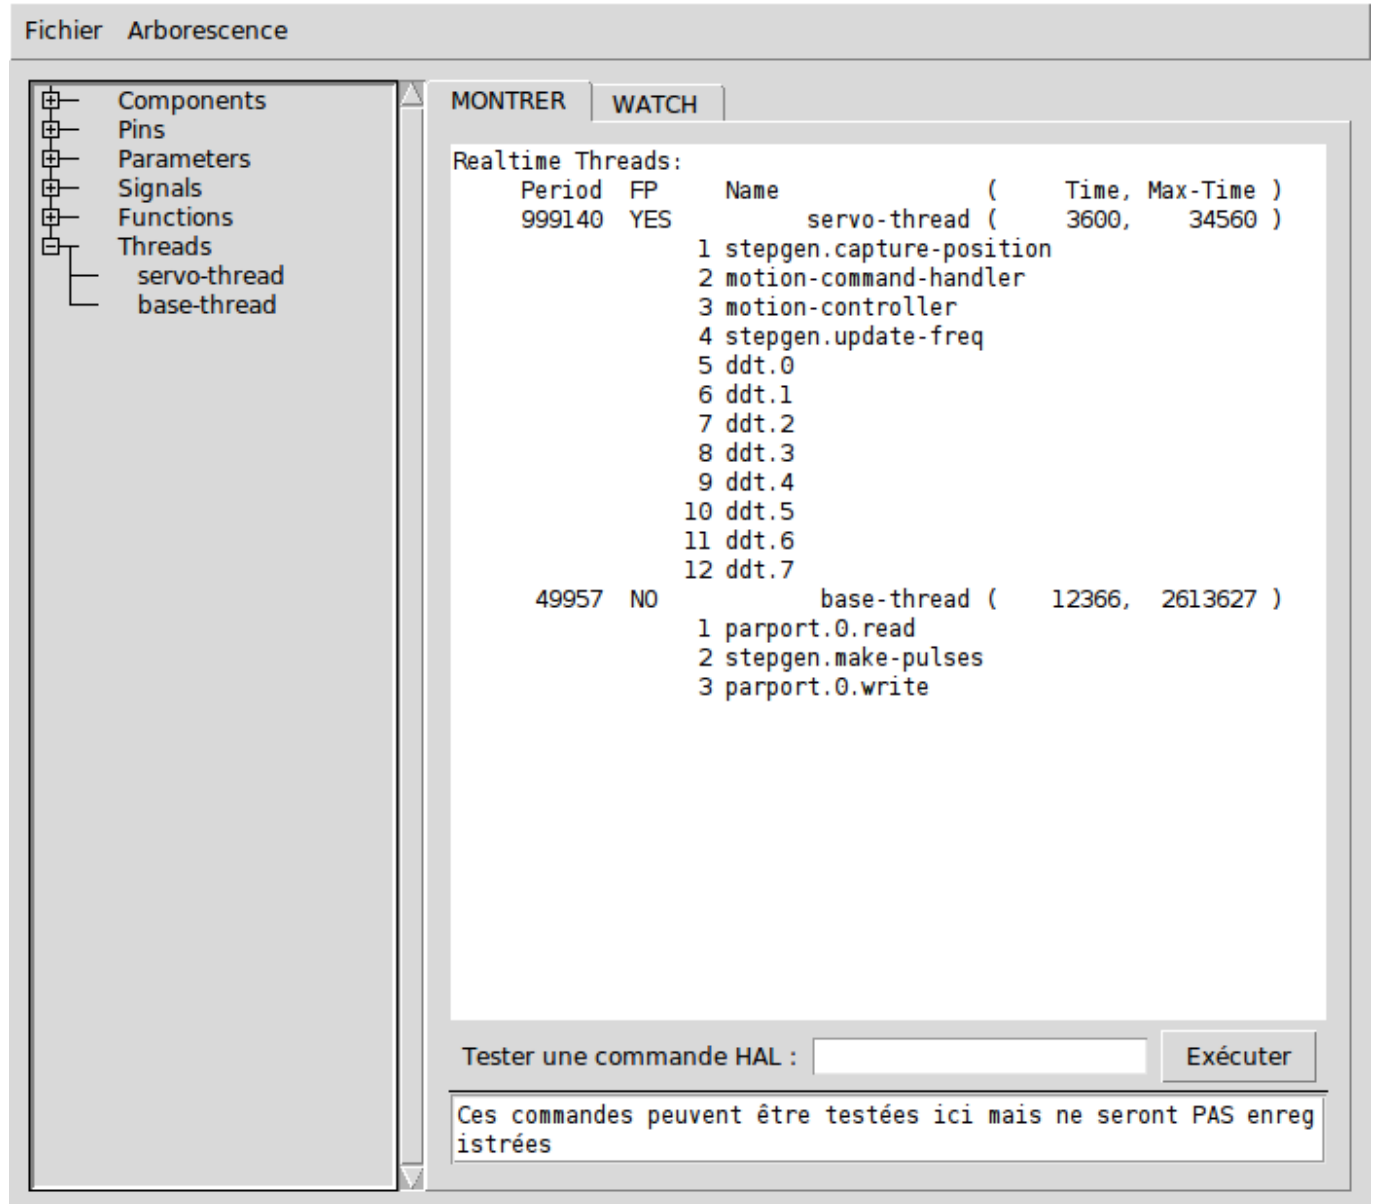 Fichier Arborescence
Components
Pins
Parameters
Signals
Functions
Threads
servo-thread
base-thread
MONTRER WATCH
Realtime Threads:
Period FP Name ( Time, Max-Time )
999140 YES servo-thread ( 3600, 34560 )
1 stepgen.capture-position
2 motion-command-handler
3 motion-controller
4 stepgen.update-freq
5 ddt.0
6 ddt.1
7 ddt.2
8 ddt.3
9 ddt.4
10 ddt.5
11 ddt.6
12 ddt.7
49957 NO base-thread ( 12366, 2613627 )
1 parport.0.read
2 stepgen.make-pulses
3 parport.0.write
Tester une commande HAL : Exécuter
Ces commandes peuvent être testées ici mais ne seront PAS enreg
istrées